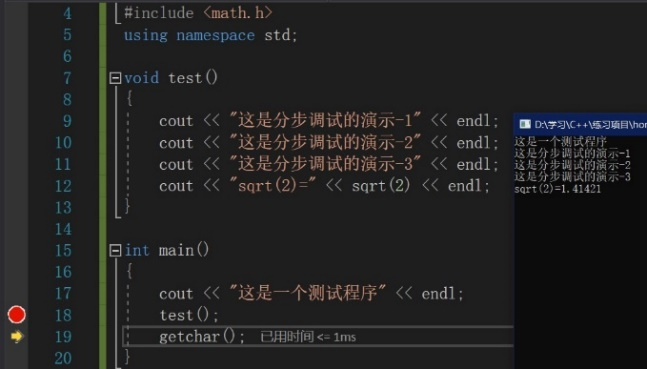 4 #include <math.h>
5 using namespace std;
6
7 void test()
8 {
9 cout << "这是分步调试的演示-1" << endl;
10 cout << "这是分步调试的演示-2" << endl;
11 cout << "这是分步调试的演示-3" << endl;
12 cout << "sqrt(2)=" << sqrt(2) << endl;
13 }
14
15 int main()
16 {
17 cout << "这是一个测试程序" << endl;
18 test();
19 getchar(); 已用时间 <= 1ms
20 }
D:\学习\C++\练习项目\hor
这是一个测试程序
这是分步调试的演示-1
这是分步调试的演示-2
这是分步调试的演示-3
sqrt(2)=1.41421